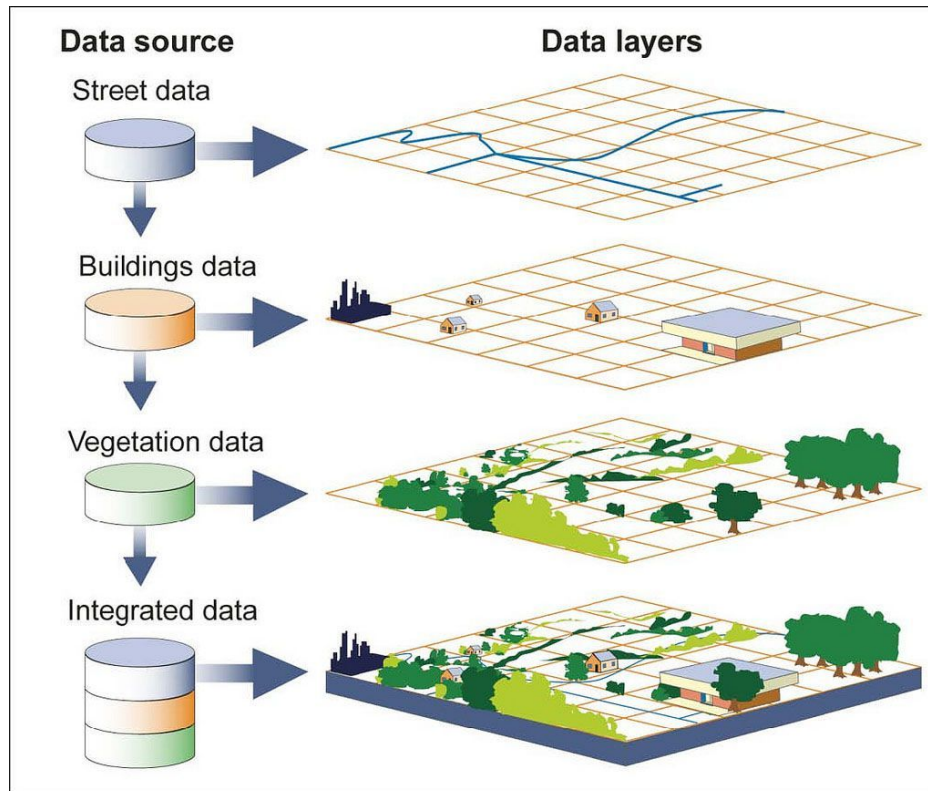 Data source
Data layers
Street data
Buildings data
Vegetation data
Integrated data